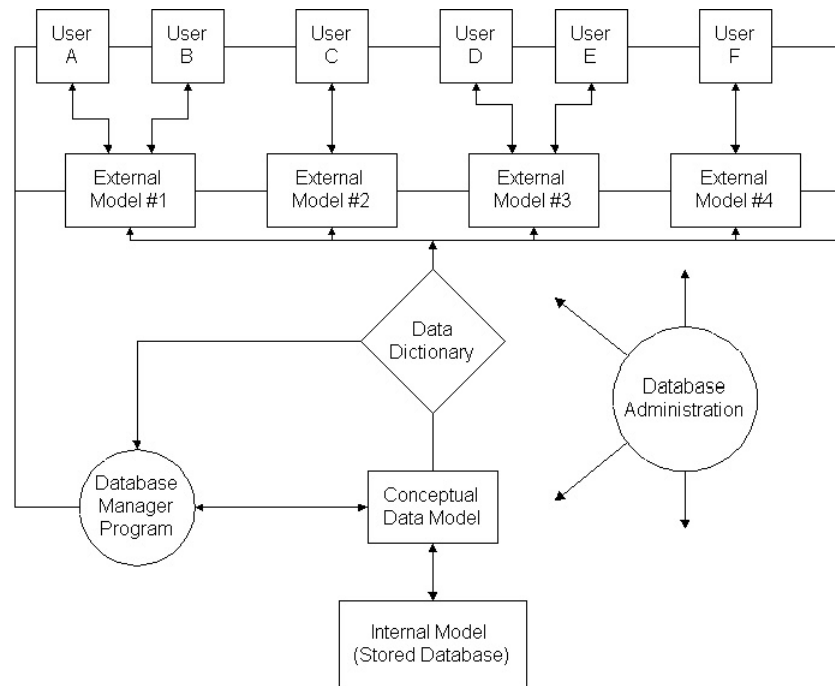 User
A
User
B
User
C
User
D
User
E
User
F
External
Model #1
External
Model #2
External
Model #3
External
Model #4
Data
Dictionary
Database
Administration
Database
Manager
Program
Conceptual
Data Model
Internal Model
(Stored Database)